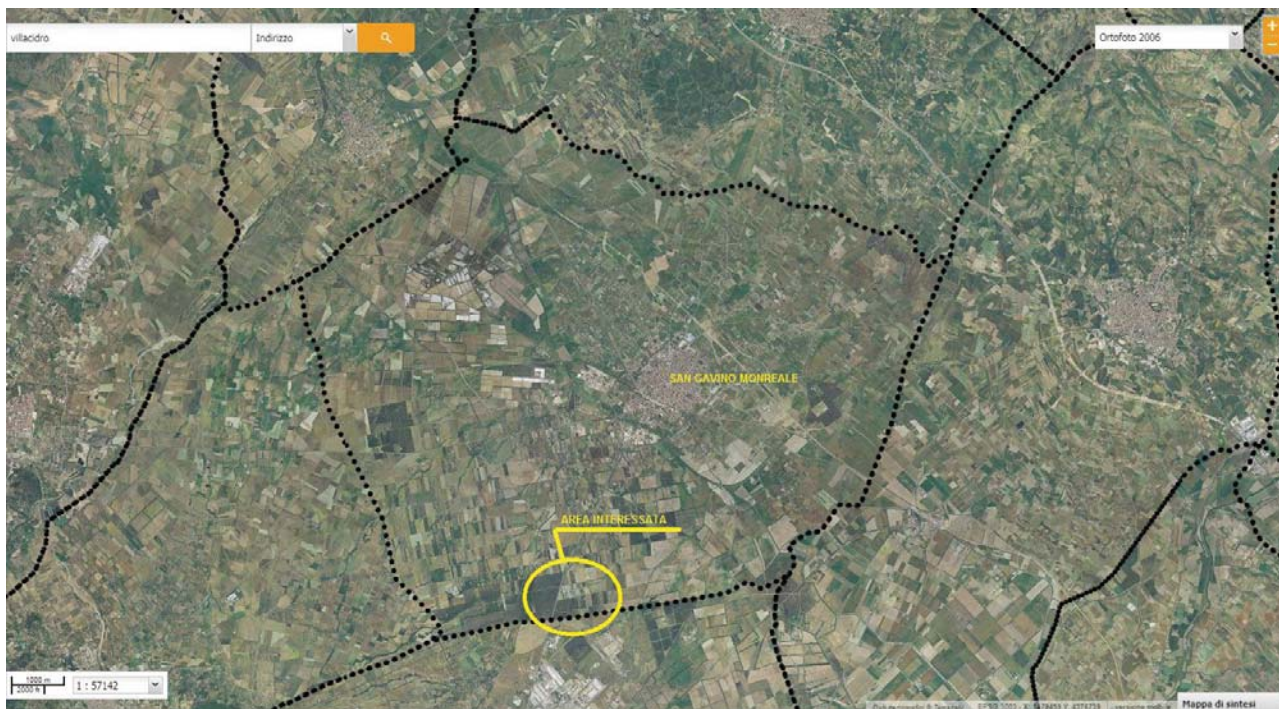 villacidro
Indirizzo
Ortofoto 2006
+
−
SAN GAVINO MONREALE
AREA INTERESSATA
1000 m
2000 ft
1 : 57142
Mappa di sintesi